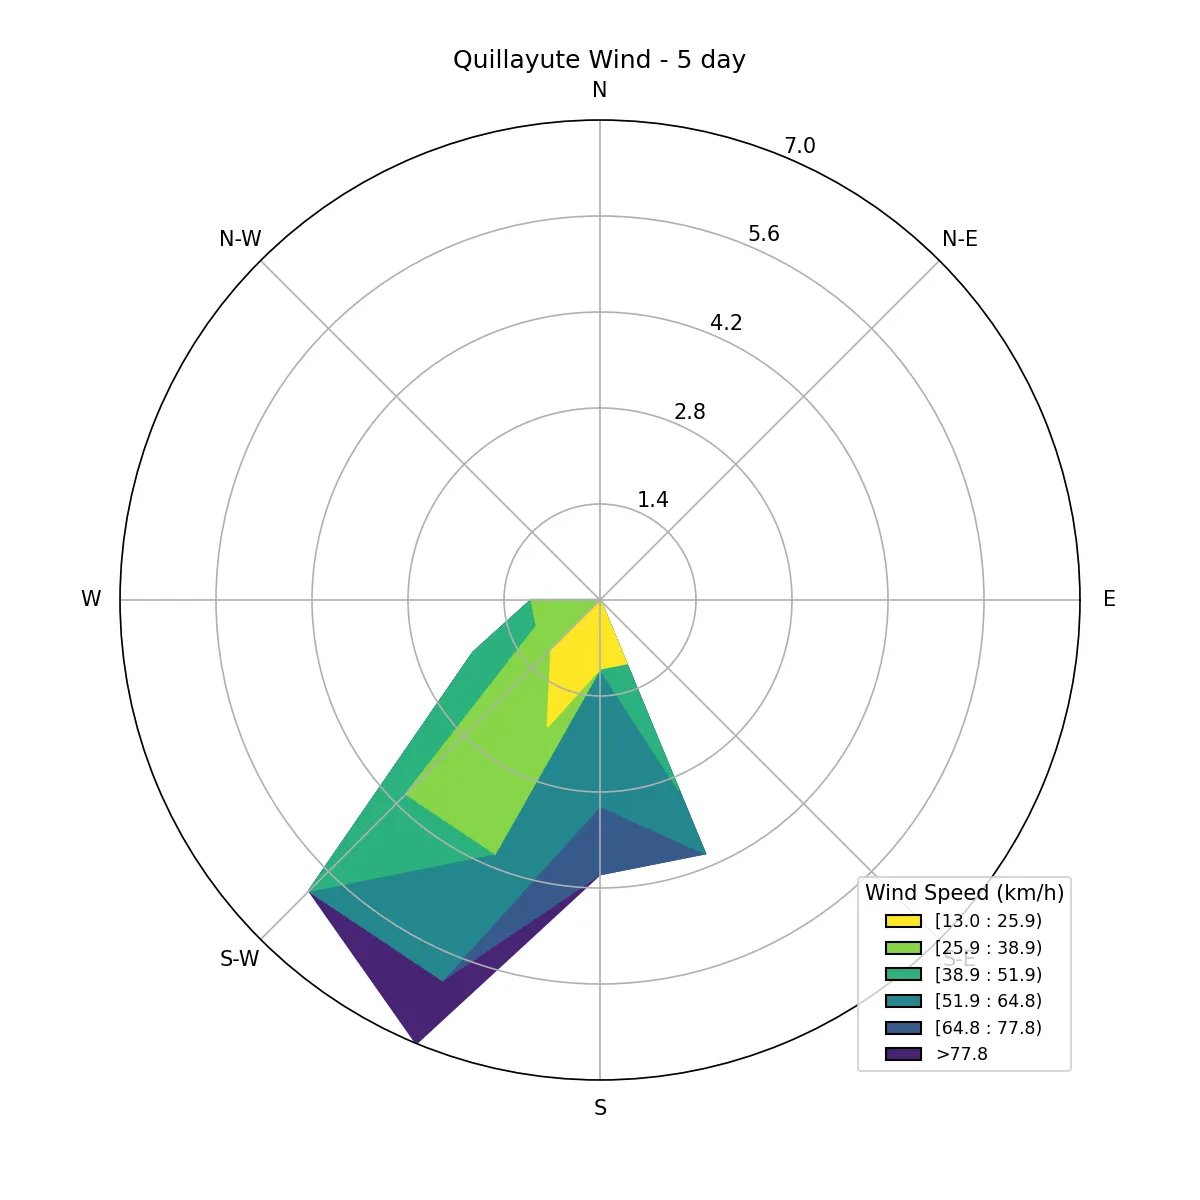 Quillayute Wind - 5 day
N
7.0
N-W
N-E
5.6
4.2
2.8
1.4
W
E
S-W
S-E
Wind Speed (km/h)
[13.0 : 25.9)
[25.9 : 38.9)
[38.9 : 51.9)
[51.9 : 64.8)
[64.8 : 77.8)
>77.8
S